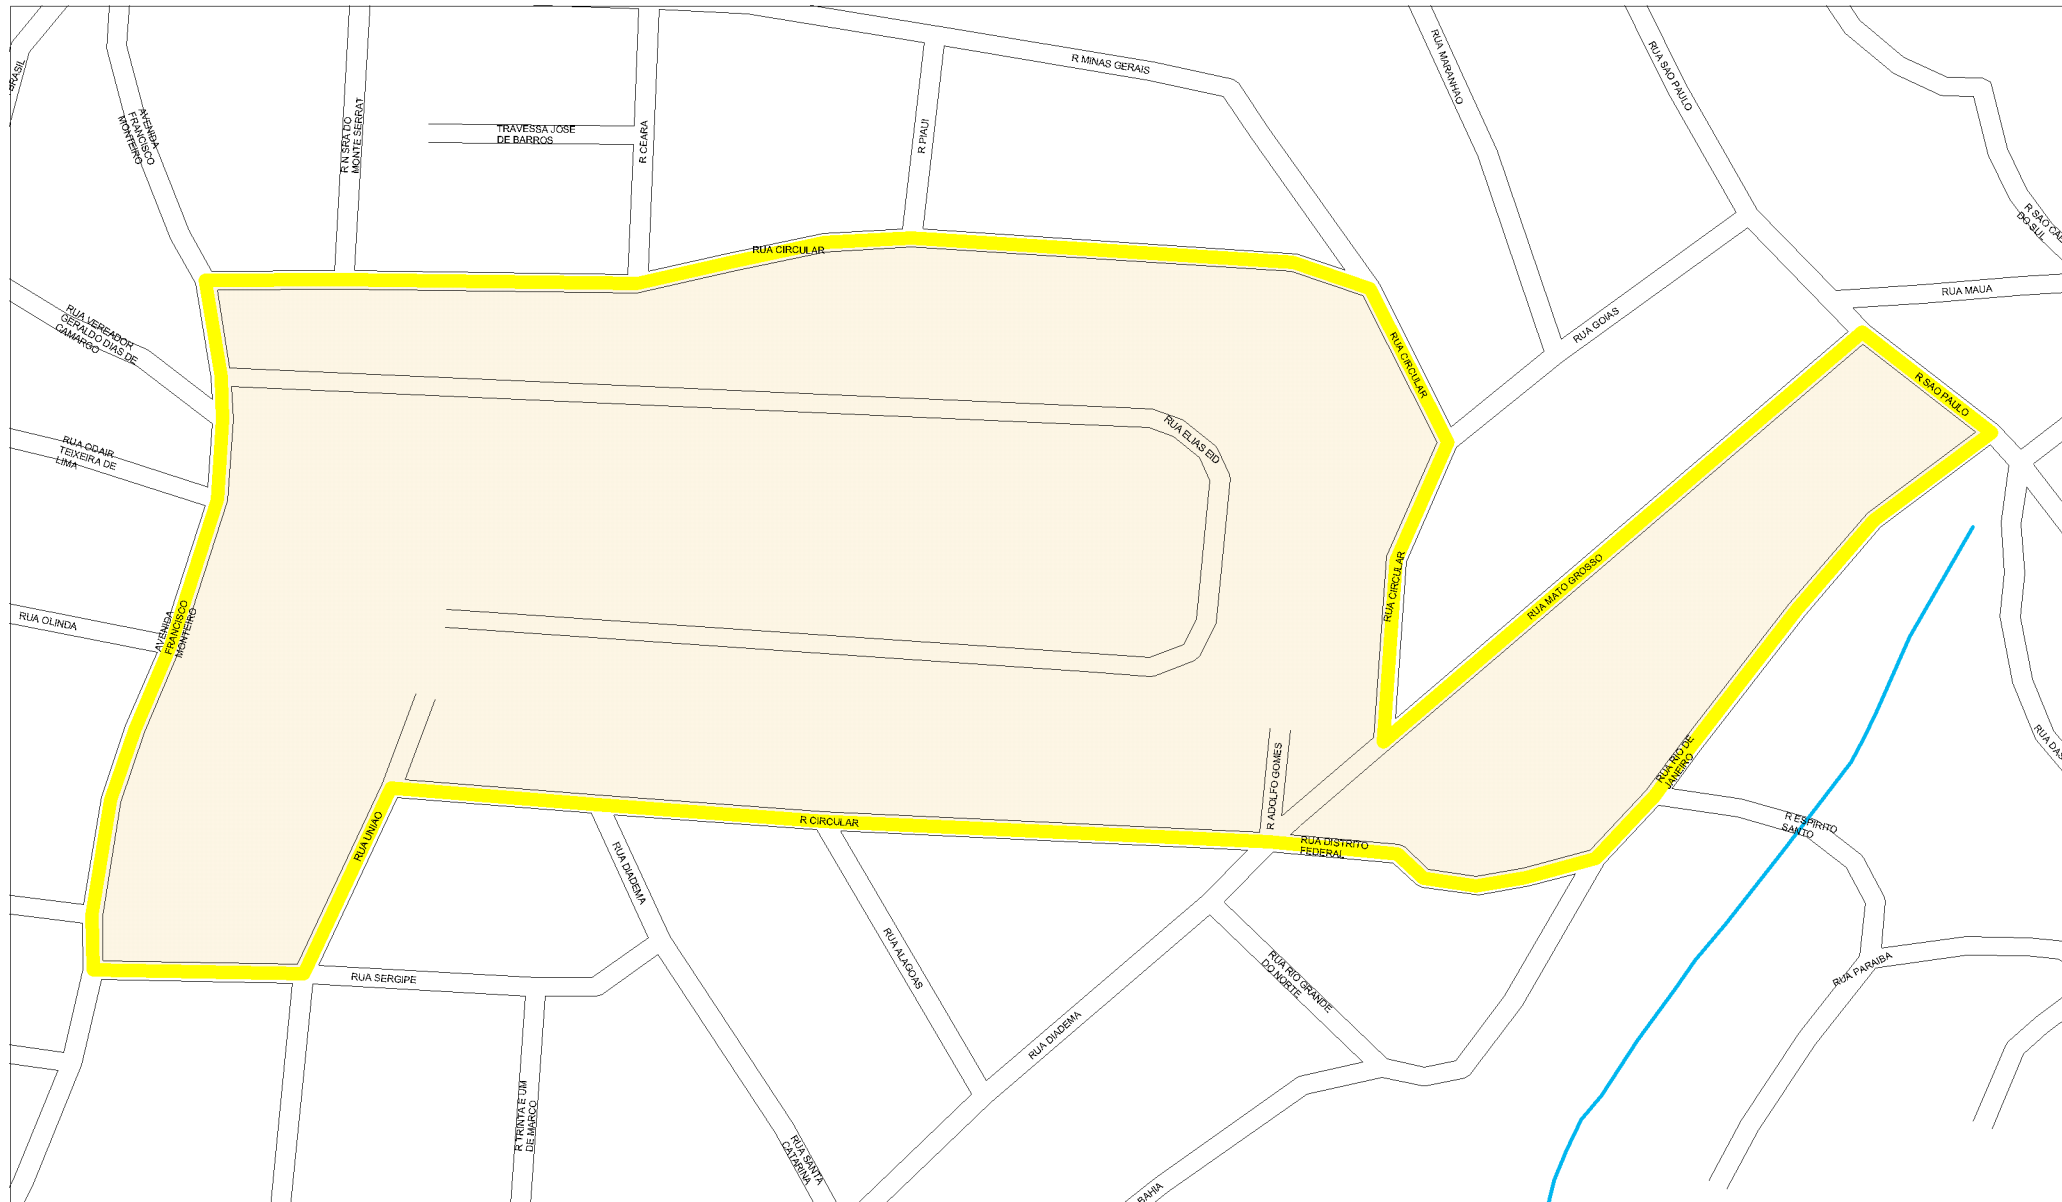 BRASIL
AVENIDA
FRANCISCO
MONTEIRO
R N SRA DO
MONTE SERRAT
TRAVESSA JOSE
DE BARROS
R CEARA
R PIAUI
R MINAS GERAIS
RUA MARANHAO
RUA SAO PAULO
R SAO CAE
DO SUL
RUA MAUA
RUA GOIAS
RUA CIRCULAR
RUA CIRCULAR
RUA VEREADOR
GERALDO DIAS DE
CAMARGO
R SAO PAULO
RUA ELIAS EID
RUA ODAIR
TEIXEIRA DE
LIMA
RUA CIRCULAR
RUA MATO GROSSO
RUA OLINDA
AVENIDA
FRANCISCO
MONTEIRO
RUA RIO DE
JANEIRO
RUA DAS
R ADOLFO GOMES
RUA UNIAO
R CIRCULAR
RUA DISTRITO
FEDERAL
R ESPIRITO
SANTO
RUA DIADEMA
RUA ALAGOAS
RUA SERGIPE
RUA RIO GRANDE
DO NORTE
RUA PARAIBA
RUA DIADEMA
R TRINTA E UM
DE MARCO
RUA SANTA
CATARINA
BAHIA